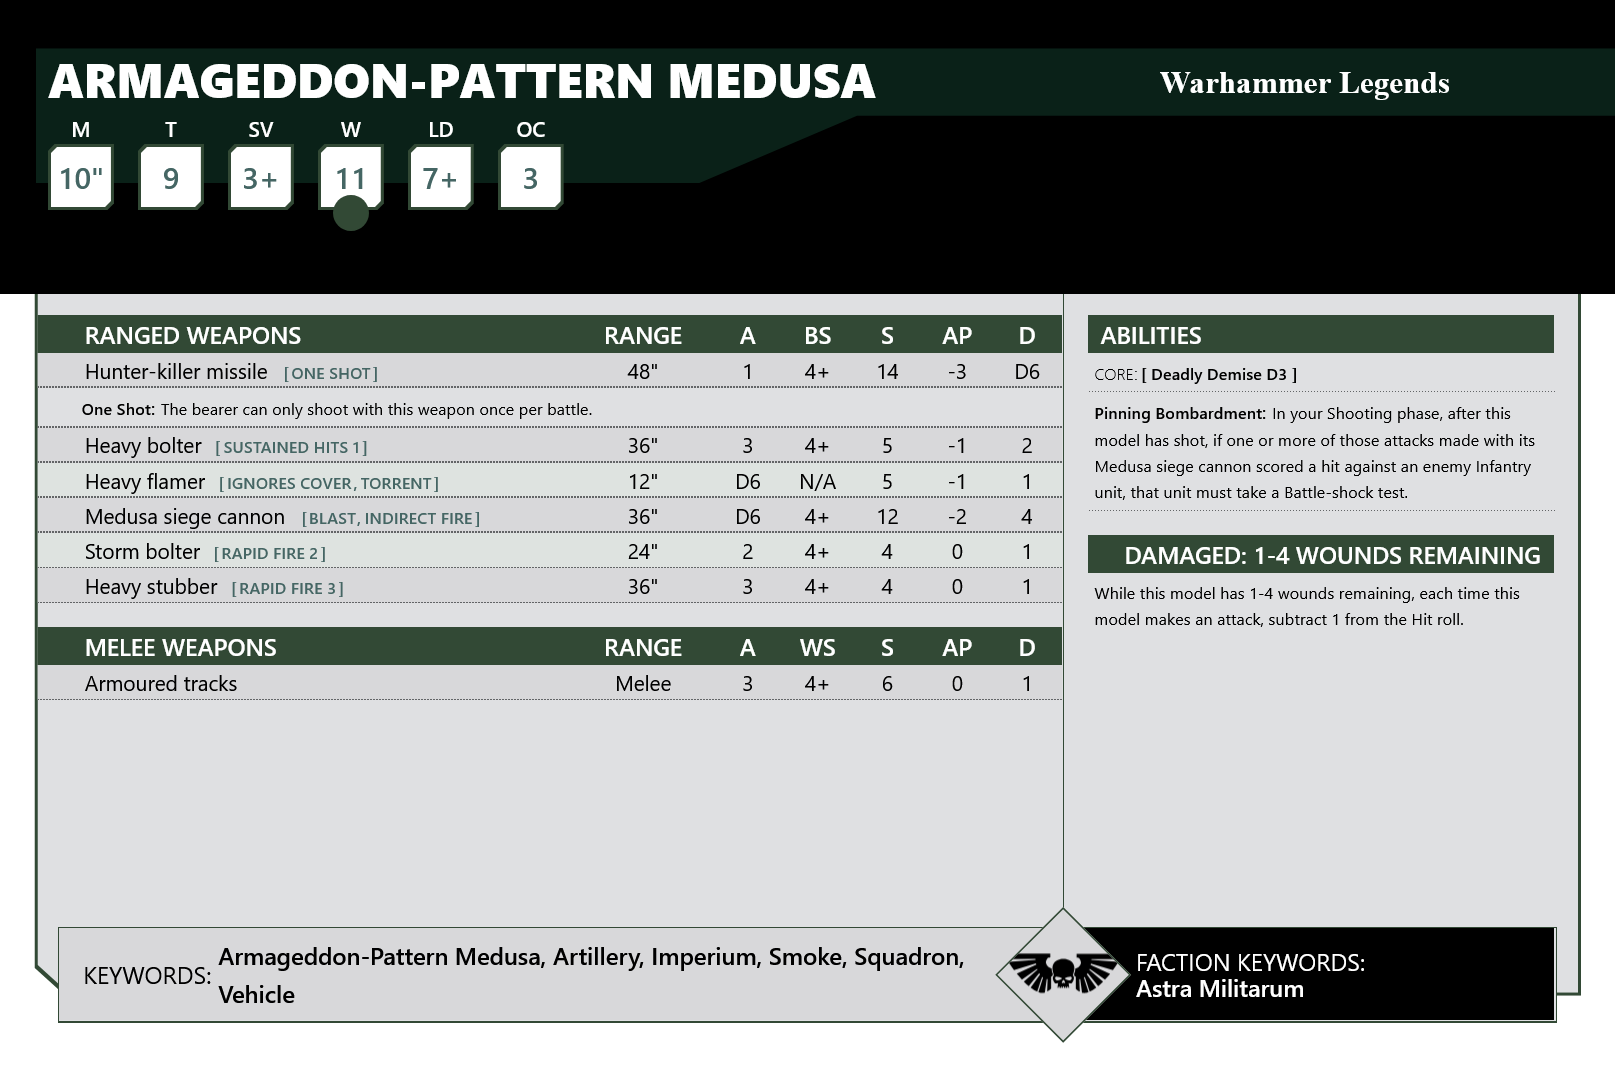 ARMAGEDDON-PATTERN MEDUSA
Warhammer Legends
M T SV W LD OC
10" 9 3+ 11 7+ 3
RANGED WEAPONS RANGE A BS S AP D
Hunter-killer missile [ONE SHOT] 48" 1 4+ 14 -3 D6
One Shot: The bearer can only shoot with this weapon once per battle.
Heavy bolter [SUSTAINED HITS 1] 36" 3 4+ 5 -1 2
Heavy flamer [IGNORES COVER, TORRENT] 12" D6 N/A 5 -1 1
Medusa siege cannon [BLAST, INDIRECT FIRE] 36" D6 4+ 12 -2 4
Storm bolter [RAPID FIRE 2] 24" 2 4+ 4 0 1
Heavy stubber [RAPID FIRE 3] 36" 3 4+ 4 0 1
MELEE WEAPONS RANGE A WS S AP D
Armoured tracks Melee 3 4+ 6 0 1
ABILITIES
CORE: [ Deadly Demise D3 ]
Pinning Bombardment: In your Shooting phase, after this
model has shot, if one or more of those attacks made with its
Medusa siege cannon scored a hit against an enemy Infantry
unit, that unit must take a Battle-shock test.
DAMAGED: 1-4 WOUNDS REMAINING
While this model has 1-4 wounds remaining, each time this
model makes an attack, subtract 1 from the Hit roll.
KEYWORDS: Armageddon-Pattern Medusa, Artillery, Imperium, Smoke, Squadron,
Vehicle
FACTION KEYWORDS:
Astra Militarum